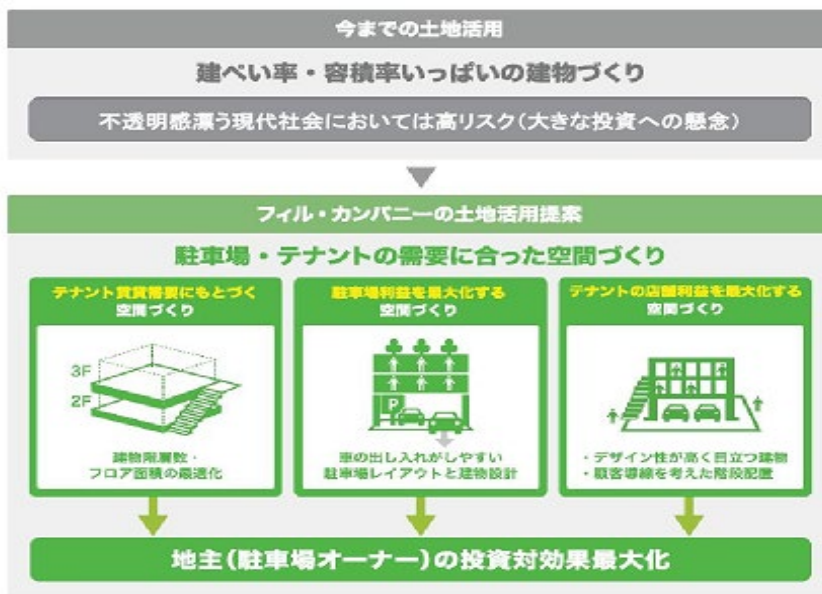 今までの土地活用
建ぺい率・容積率いっぱいの建物づくり
不透明感漂う現代社会においては高リスク(大きな投資への懸念)
フィル・カンパニーの土地活用提案
駐車場・テナントの需要に合った空間づくり
テナント賃貸需要にもとづく
空間づくり
3F
2F
建物階層数・
フロア面積の最適化
駐車場利益を最大化する
空間づくり
P
車の出し入れがしやすい
駐車場レイアウトと建物設計
テナントの店舗利益を最大化する
空間づくり
・デザイン性が高く目立つ建物
・顧客導線を考えた階段配置
地主(駐車場オーナー)の投資対効果最大化